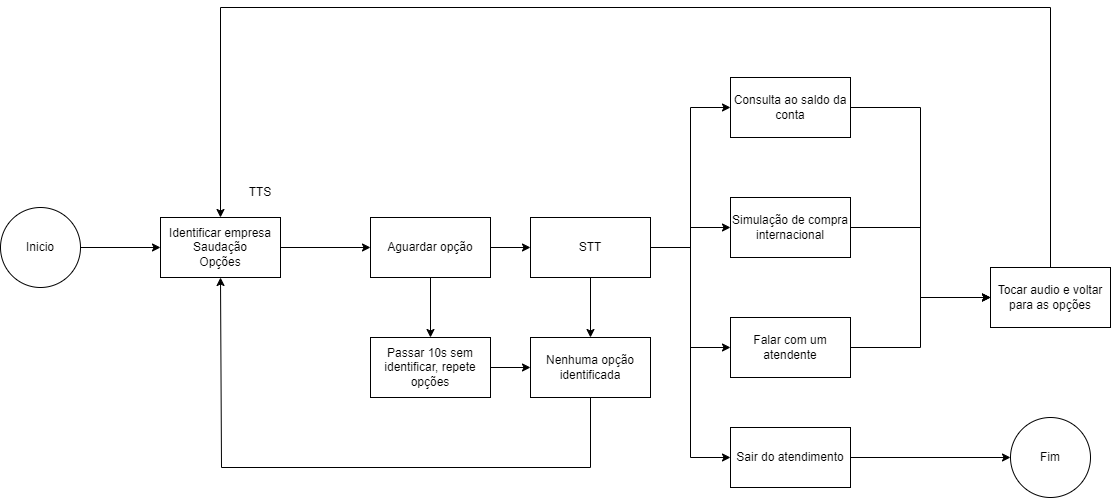 TTS
Inicio
Identificar empresa
Saudação
Opções
Aguardar opção
STT
Passar 10s sem
identificar, repete
opções
Nenhuma opção
identificada
Consulta ao saldo da
conta
Simulação de compra
internacional
Falar com um
atendente
Sair do atendimento
Tocar audio e voltar
para as opções
Fim